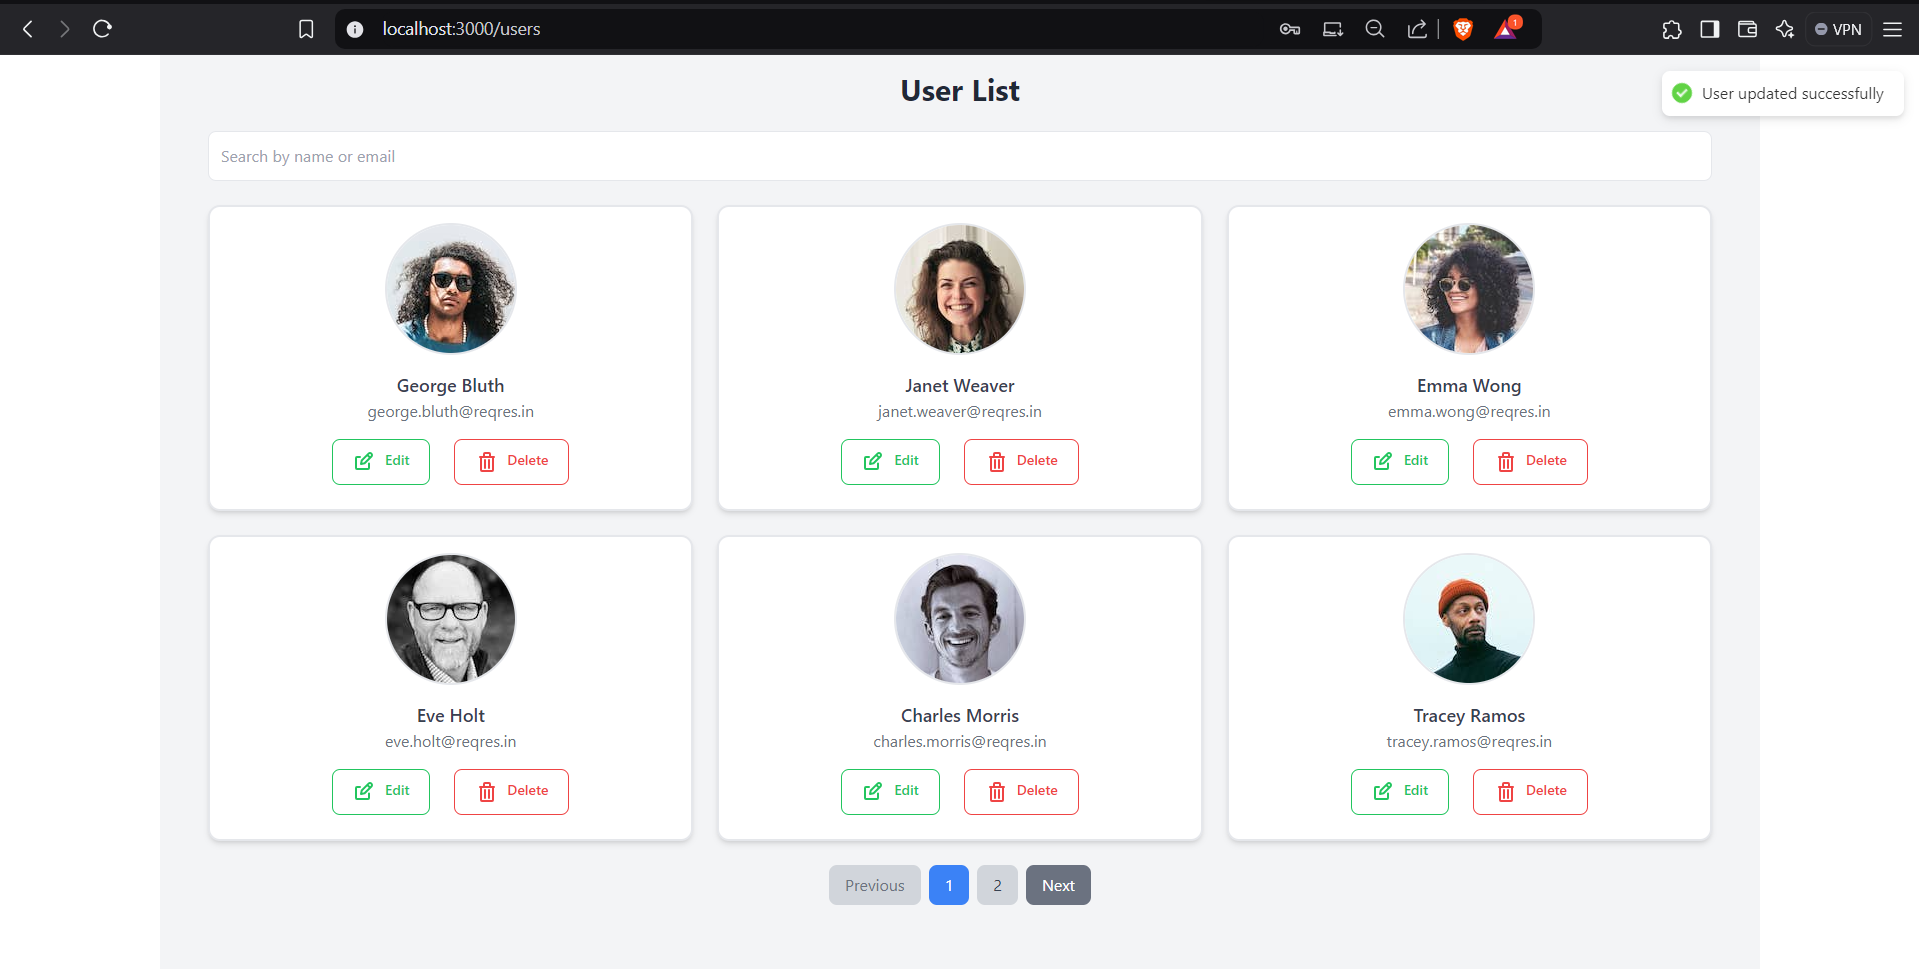 localhost:3000/users
1
VPN
User List
User updated successfully
Search by name or email
George Bluth
george.bluth@reqres.in
Edit
Delete
Janet Weaver
janet.weaver@reqres.in
Edit
Delete
Emma Wong
emma.wong@reqres.in
Edit
Delete
Eve Holt
eve.holt@reqres.in
Edit
Delete
Charles Morris
charles.morris@reqres.in
Edit
Delete
Tracey Ramos
tracey.ramos@reqres.in
Edit
Delete
Previous 1 2 Next